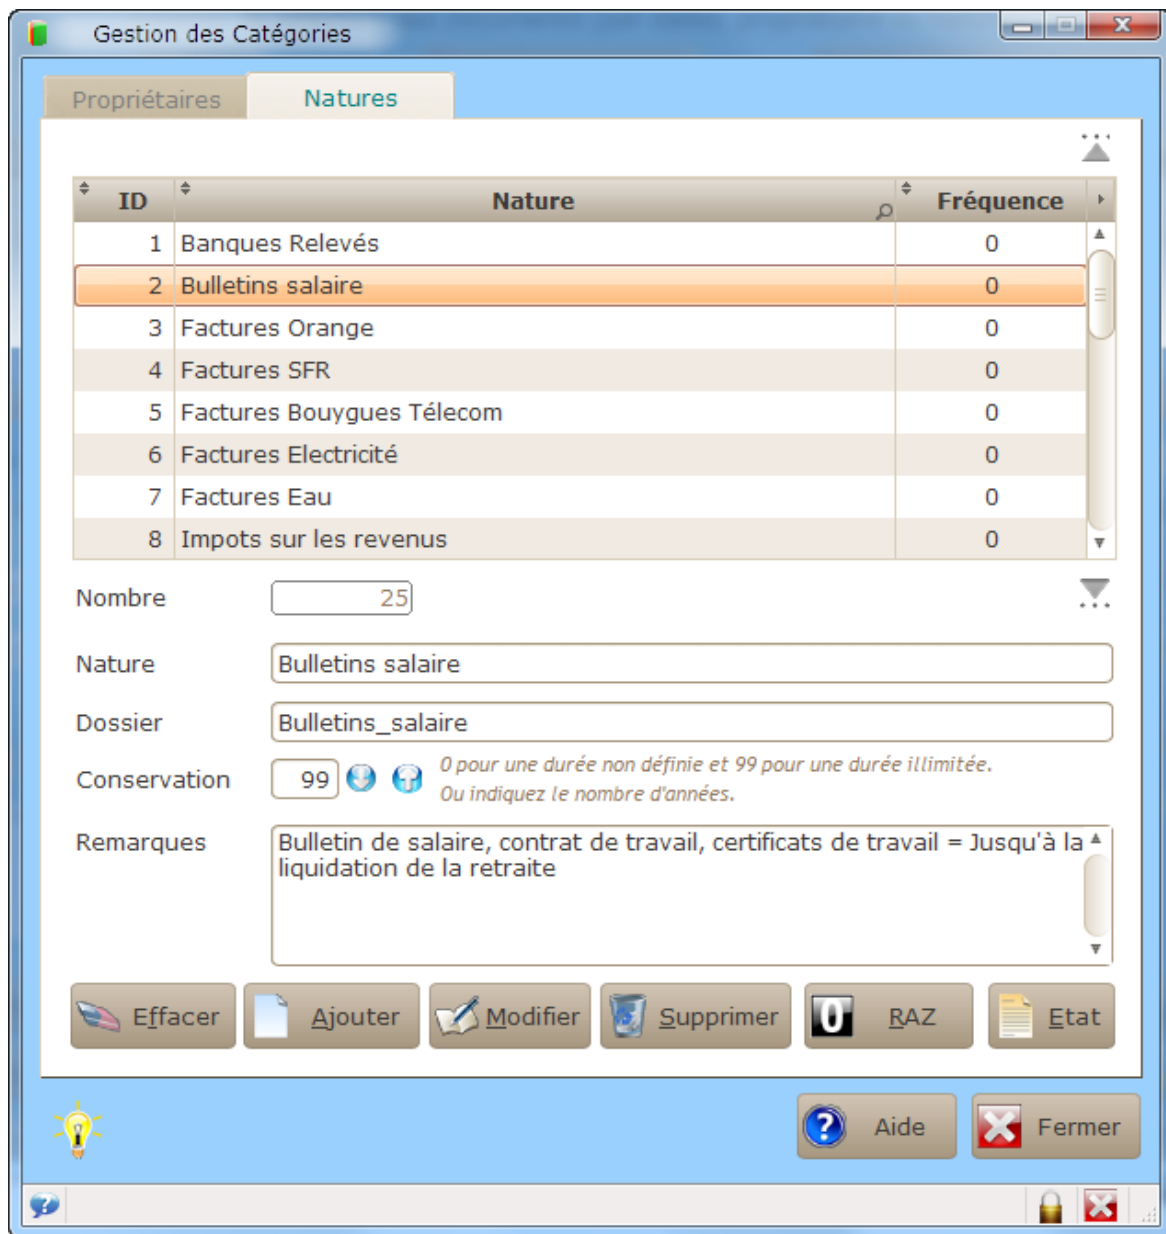 Gestion des Catégories
Propriétaires Natures
ID Nature Fréquence
1 Banques Relevés 0
2 Bulletins salaire 0
3 Factures Orange 0
4 Factures SFR 0
5 Factures Bouygues Télecom 0
6 Factures Electricité 0
7 Factures Eau 0
8 Impots sur les revenus 0
Nombre 25
Nature Bulletins salaire
Dossier Bulletins_salaire
Conservation 99 0 pour une durée non définie et 99 pour une durée illimitée.
Ou indiquez le nombre d'années.
Remarques Bulletin de salaire, contrat de travail, certificats de travail = Jusqu'à la
liquidation de la retraite
Effacer Ajouter Modifier Supprimer 0 RAZ Etat
Aide Fermer